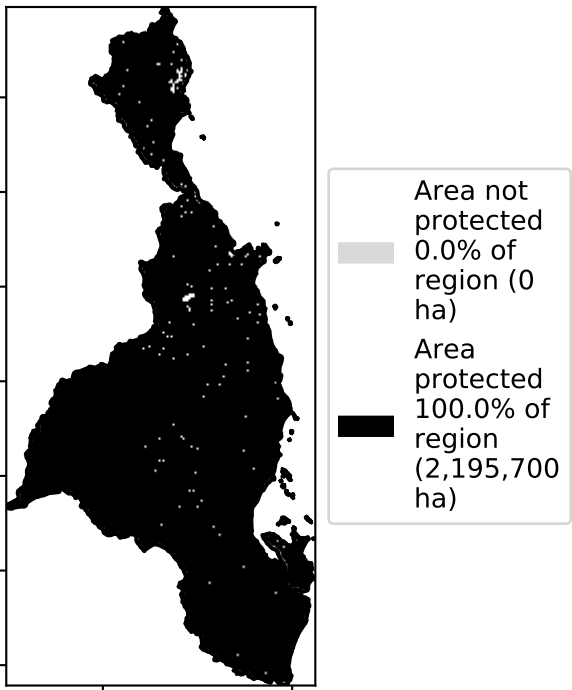 Area not
protected
0.0% of
region (0
ha)
Area
protected
100.0% of
region
(2,195,700
ha)